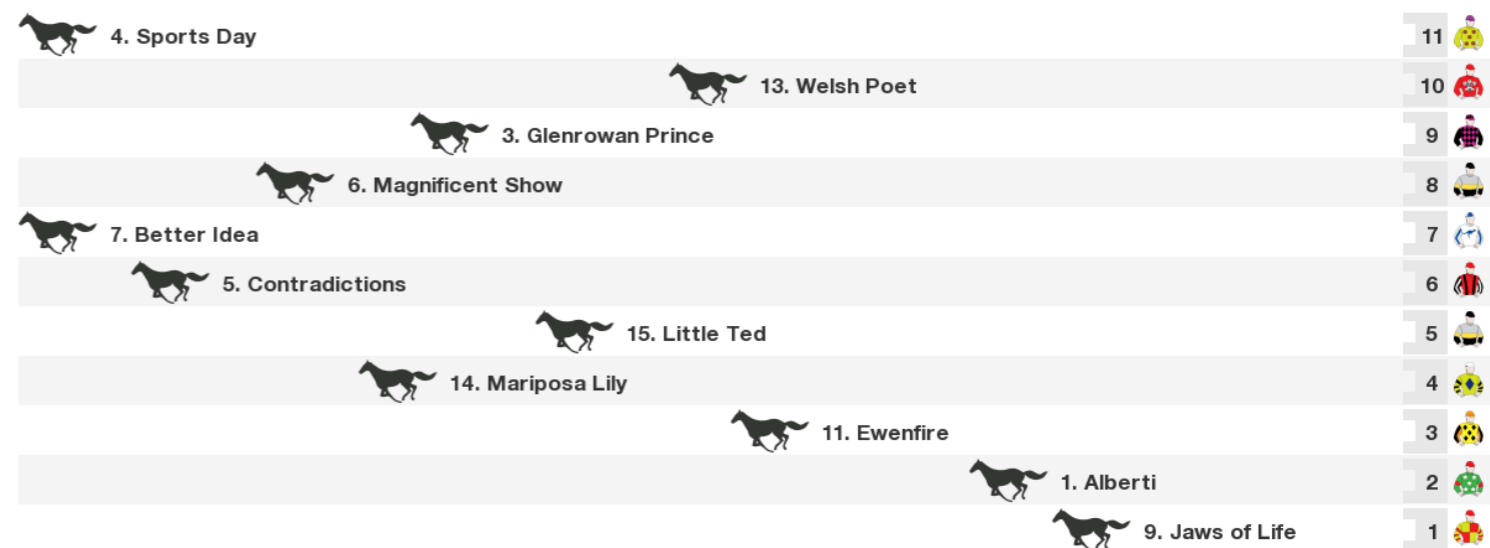 4. Sports Day 11
13. Welsh Poet 10
3. Glenrowan Prince 9
6. Magnificent Show 8
7. Better Idea 7
5. Contradictions 6
15. Little Ted 5
14. Mariposa Lily 4
11. Ewenfire 3
1. Alberti 2
9. Jaws of Life 1